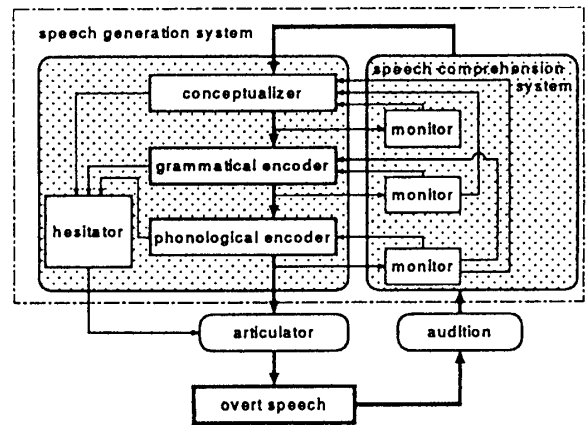 speech generation system
speech comprehension
system
conceptualizer
monitor
grammatical encoder
monitor
hesitator
phonological encoder
monitor
articulator
audition
overt speech